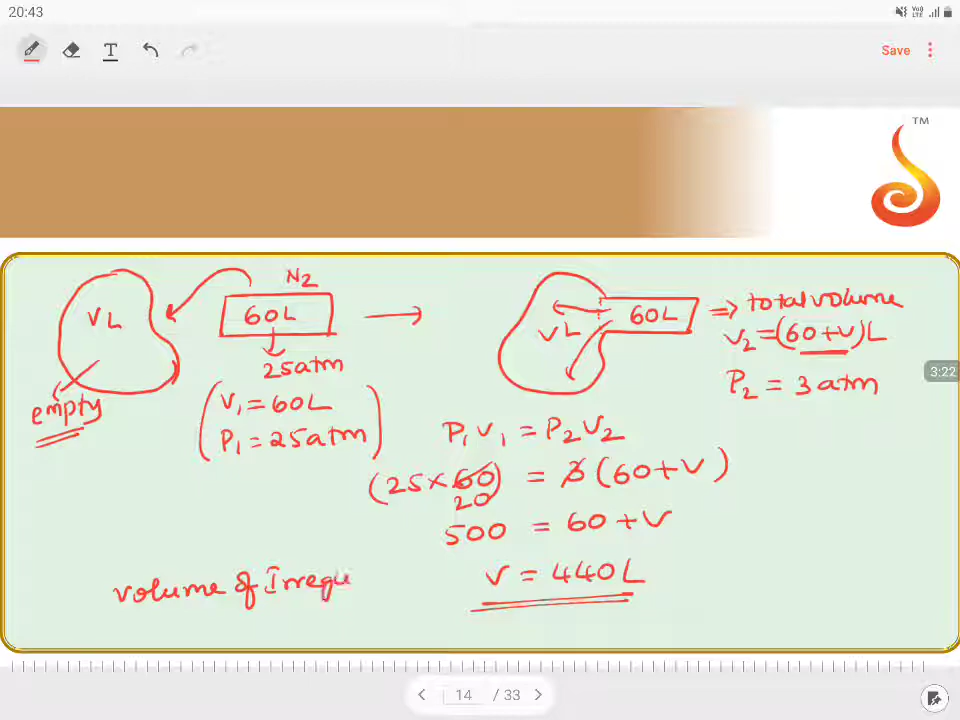 20:43
Save
TM
3:22
VL
N2
60L
25atm
empty
V₁ = 60L
P₁ = 25atm
VL
60L
⇒ total volume
V₂ = (60+V)L
P₂ = 3 atm
P₁V₁ = P₂V₂
(25 × 60) = 3 (60+V)
20
500 = 60 + V
V = 440L
volume of Irregu
14 / 33